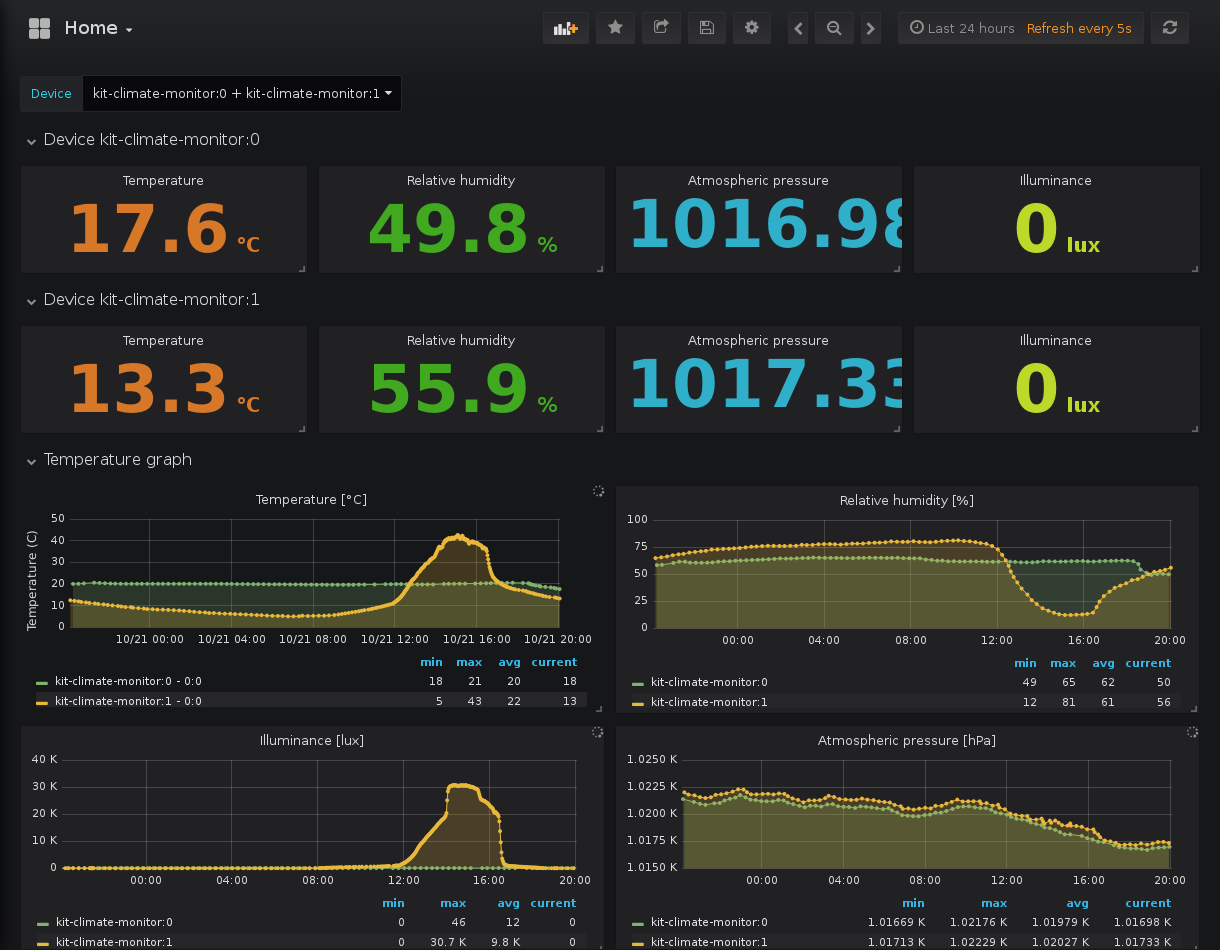 Home
Last 24 hours Refresh every 5s
Device kit-climate-monitor:0 + kit-climate-monitor:1
Device kit-climate-monitor:0
Temperature Relative humidity Atmospheric pressure Illuminance
17.6 °C 49.8 % 1016.98 0 lux
Device kit-climate-monitor:1
Temperature Relative humidity Atmospheric pressure Illuminance
13.3 °C 55.9 % 1017.33 0 lux
Temperature graph
Temperature [°C]
Temperature (C)
50
40
30
20
10
0
10/21 00:00 10/21 04:00 10/21 08:00 10/21 12:00 10/21 16:00 10/21 20:00
min max avg current
kit-climate-monitor:0 - 0:0 18 21 20 18
kit-climate-monitor:1 - 0:0 5 43 22 13
Relative humidity [%]
100
75
50
25
0
00:00 04:00 08:00 12:00 16:00 20:00
min max avg current
kit-climate-monitor:0 49 65 62 50
kit-climate-monitor:1 12 81 61 56
Illuminance [lux]
40 K
30 K
20 K
10 K
0
00:00 04:00 08:00 12:00 16:00 20:00
min max avg current
kit-climate-monitor:0 0 46 12 0
kit-climate-monitor:1 0 30.7 K 9.8 K 0
Atmospheric pressure [hPa]
1.0250 K
1.0225 K
1.0200 K
1.0175 K
1.0150 K
00:00 04:00 08:00 12:00 16:00 20:00
min max avg current
kit-climate-monitor:0 1.01669 K 1.02176 K 1.01979 K 1.01698 K
kit-climate-monitor:1 1.01713 K 1.02229 K 1.02027 K 1.01733 K